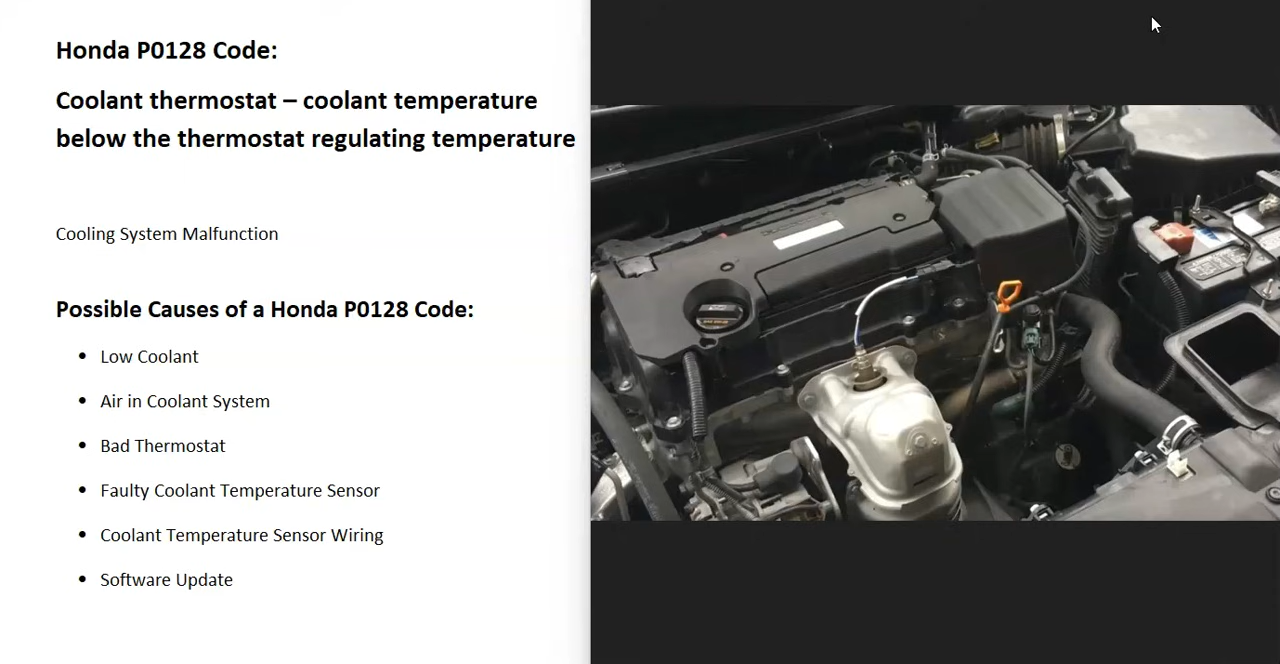 Honda P0128 Code:
Coolant thermostat – coolant temperature
below the thermostat regulating temperature
Cooling System Malfunction
Possible Causes of a Honda P0128 Code:
• Low Coolant
• Air in Coolant System
• Bad Thermostat
• Faulty Coolant Temperature Sensor
• Coolant Temperature Sensor Wiring
• Software Update